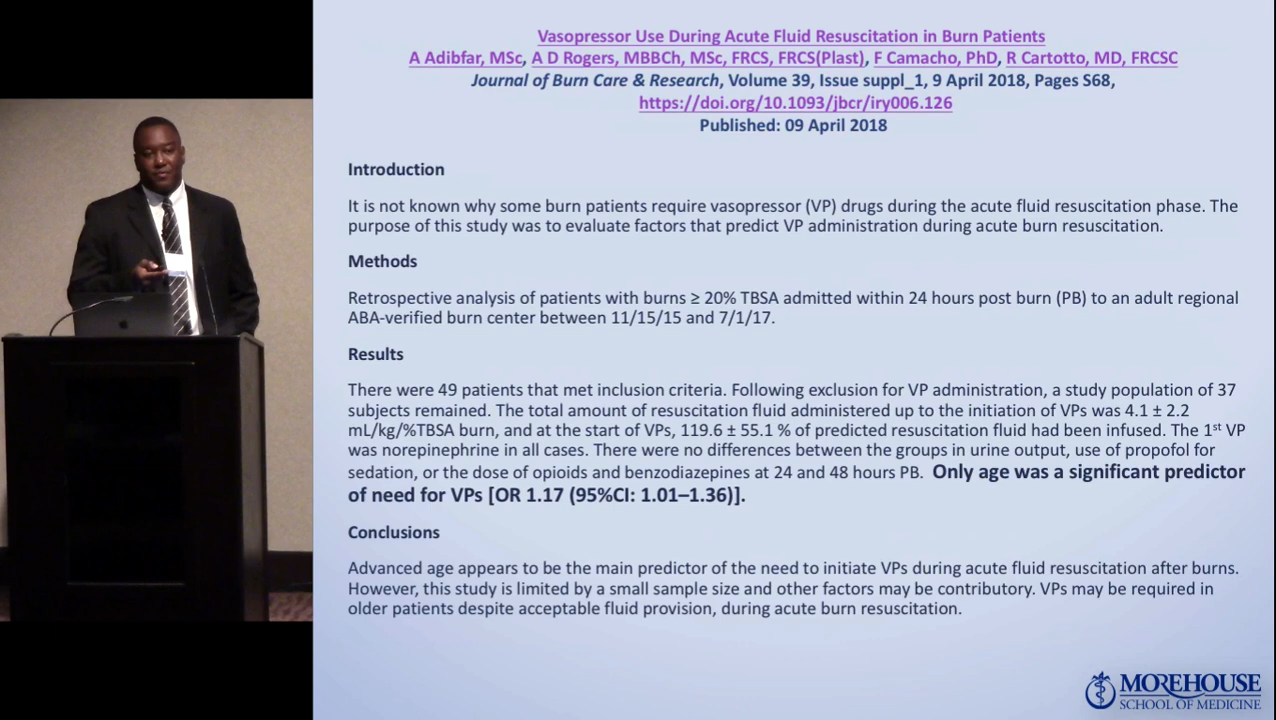 Vasopressor Use During Acute Fluid Resuscitation in Burn Patients
A Adibfar, MSc, A D Rogers, MBBCh, MSc, FRCS, FRCS(Plast), F Camacho, PhD, R Cartotto, MD, FRCSC
Journal of Burn Care & Research, Volume 39, Issue suppl_1, 9 April 2018, Pages S68,
https://doi.org/10.1093/jbcr/iry006.126
Published: 09 April 2018
Introduction
It is not known why some burn patients require vasopressor (VP) drugs during the acute fluid resuscitation phase. The
purpose of this study was to evaluate factors that predict VP administration during acute burn resuscitation.
Methods
Retrospective analysis of patients with burns ≥ 20% TBSA admitted within 24 hours post burn (PB) to an adult regional
ABA-verified burn center between 11/15/15 and 7/1/17.
Results
There were 49 patients that met inclusion criteria. Following exclusion for VP administration, a study population of 37
subjects remained. The total amount of resuscitation fluid administered up to the initiation of VPs was 4.1 ± 2.2
mL/kg/%TBSA burn, and at the start of VPs, 119.6 ± 55.1 % of predicted resuscitation fluid had been infused. The 1st VP
was norepinephrine in all cases. There were no differences between the groups in urine output, use of propofol for
sedation, or the dose of opioids and benzodiazepines at 24 and 48 hours PB. Only age was a significant predictor
of need for VPs [OR 1.17 (95%CI: 1.01–1.36)].
Conclusions
Advanced age appears to be the main predictor of the need to initiate VPs during acute fluid resuscitation after burns.
However, this study is limited by a small sample size and other factors may be contributory. VPs may be required in
older patients despite acceptable fluid provision, during acute burn resuscitation.
MOREHOUSE
SCHOOL OF MEDICINE